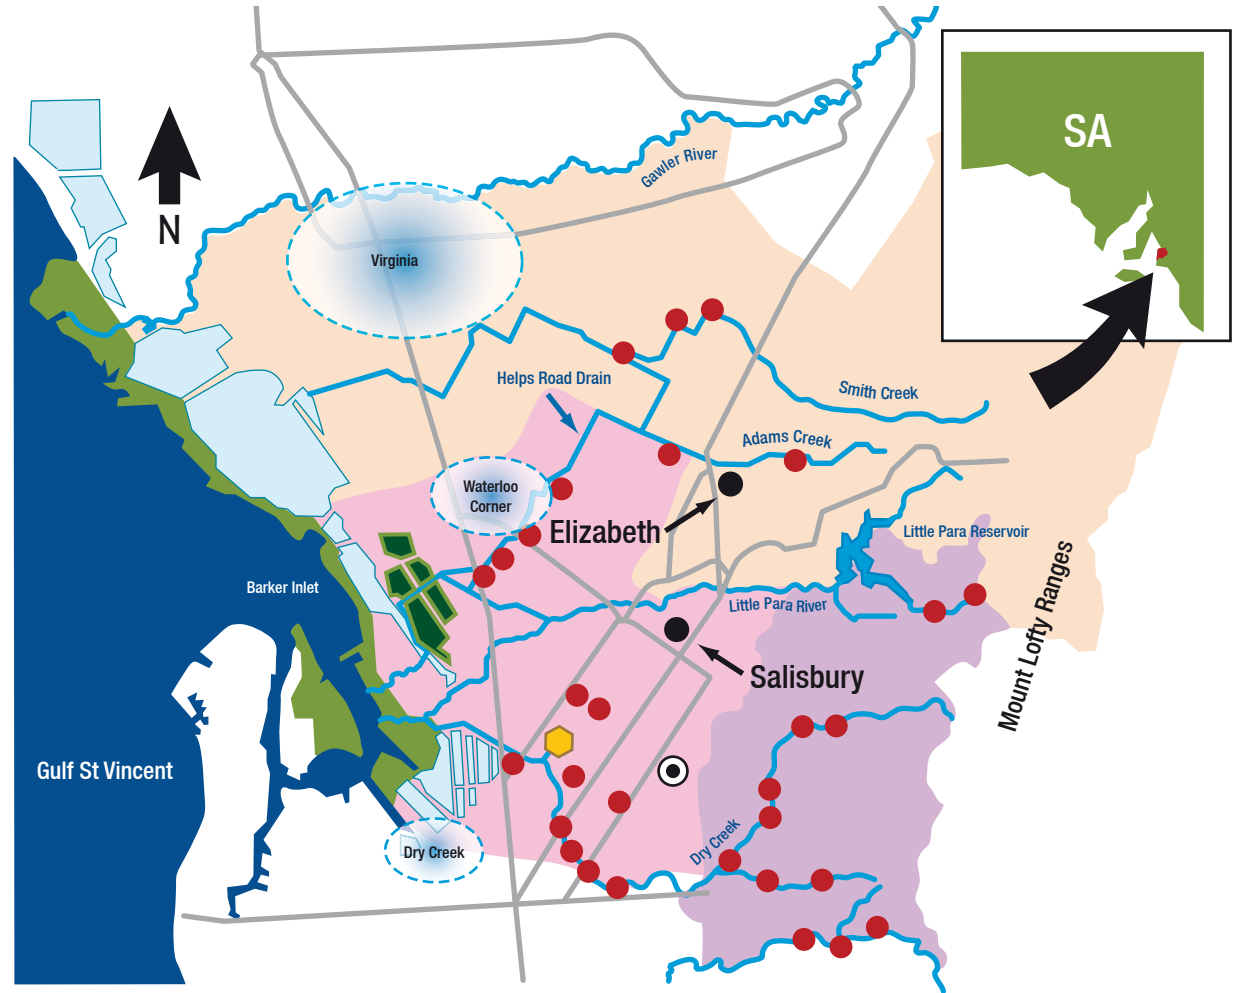 SA
Gawler River
N
Virginia
Helps Road Drain
Smith Creek
Adams Creek
Waterloo
Corner
Elizabeth
Little Para Reservoir
Barker Inlet
Little Para River
Mount Lofty Ranges
Salisbury
Gulf St Vincent
Dry Creek
Dry Creek